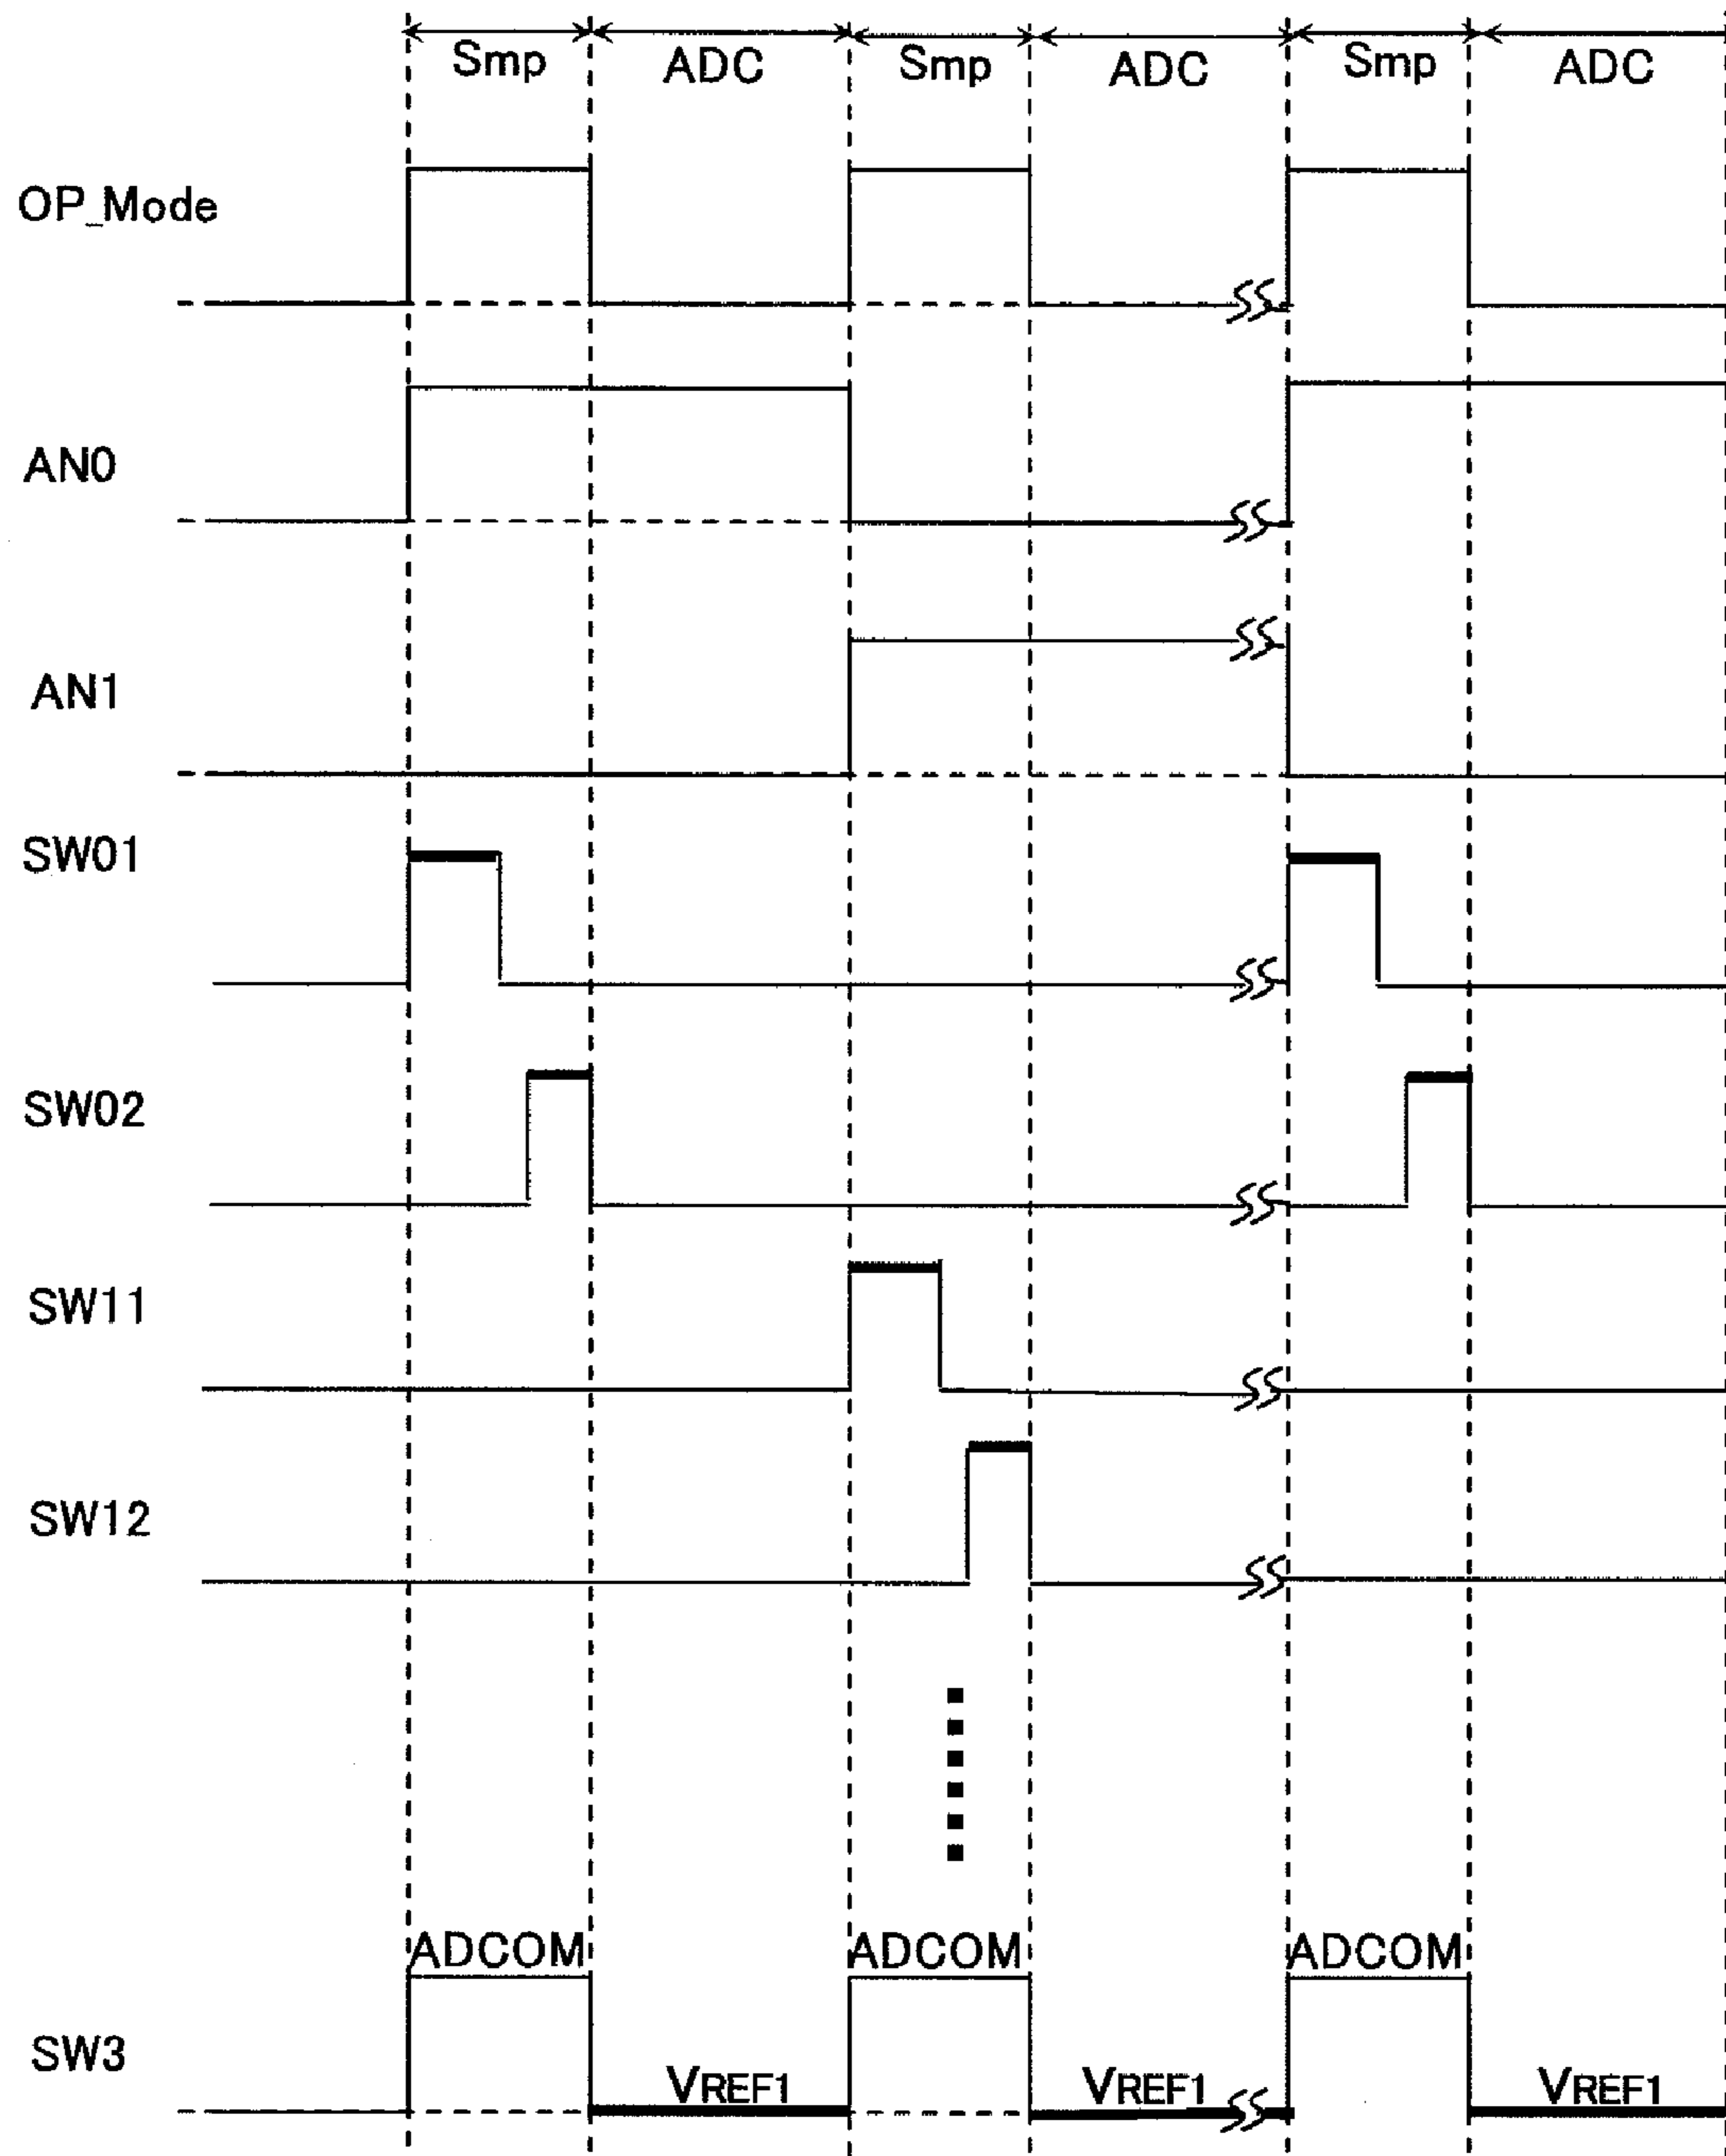 Smp ADC Smp ADC Smp ADC
OP_Mode
AN0
AN1
SW01
SW02
SW11
SW12
ADCOM ADCOM ADCOM
SW3
VREF1 VREF1 VREF1